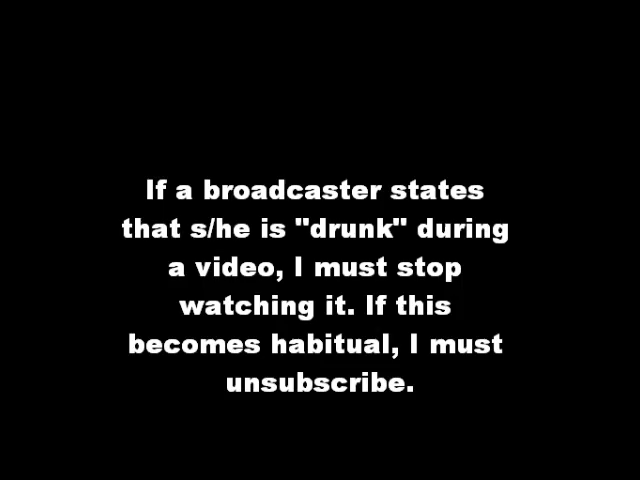 If a broadcaster states
that s/he is "drunk" during
a video, I must stop
watching it. If this
becomes habitual, I must
unsubscribe.